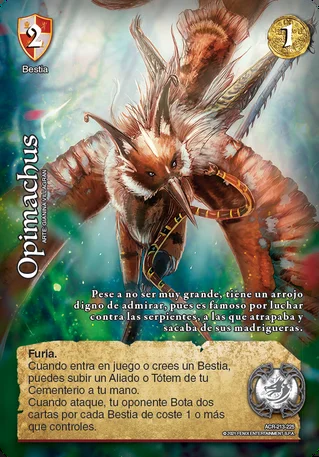 2
1
Bestia
Opimachus
Pese a no ser muy grande, tiene un arrojo
digno de admirar, pues es famoso por luchar
contra las serpientes, a las que atrapaba y
sacaba de sus madrigueras.
Furia.
Cuando entra en juego o crees un Bestia,
puedes subir un Aliado o Tótem de tu
Cementerio a tu mano.
Cuando ataque, tu oponente Bota dos
cartas por cada Bestia de coste 1 o más
que controles.
ACR-213-225
© 2021 FENIX ENTERTAINMENT S.P.A.